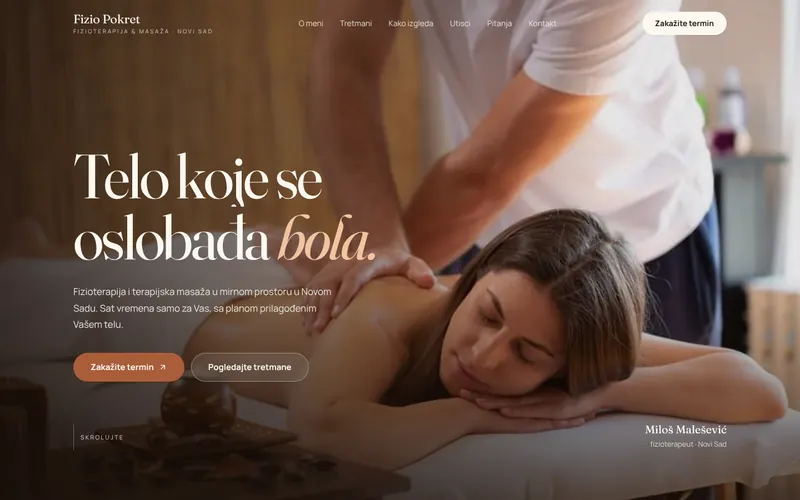 Fizio Pokret
FIZIOTERAPIJA & MASAŽA · NOVI SAD
O meni
Tretmani
Kako izgleda
Utisci
Pitanja
Kontakt
Zakažite termin
Telo koje se
oslobađa bola.
Fizioterapija i terapijska masaža u mirnom prostoru u Novom
Sadu. Sat vremena samo za Vas, sa planom prilagođenim
Vašem telu.
Zakažite termin
Pogledajte tretmane
SKROLUJTE
Miloš Malešević
fizioterapeut · Novi Sad